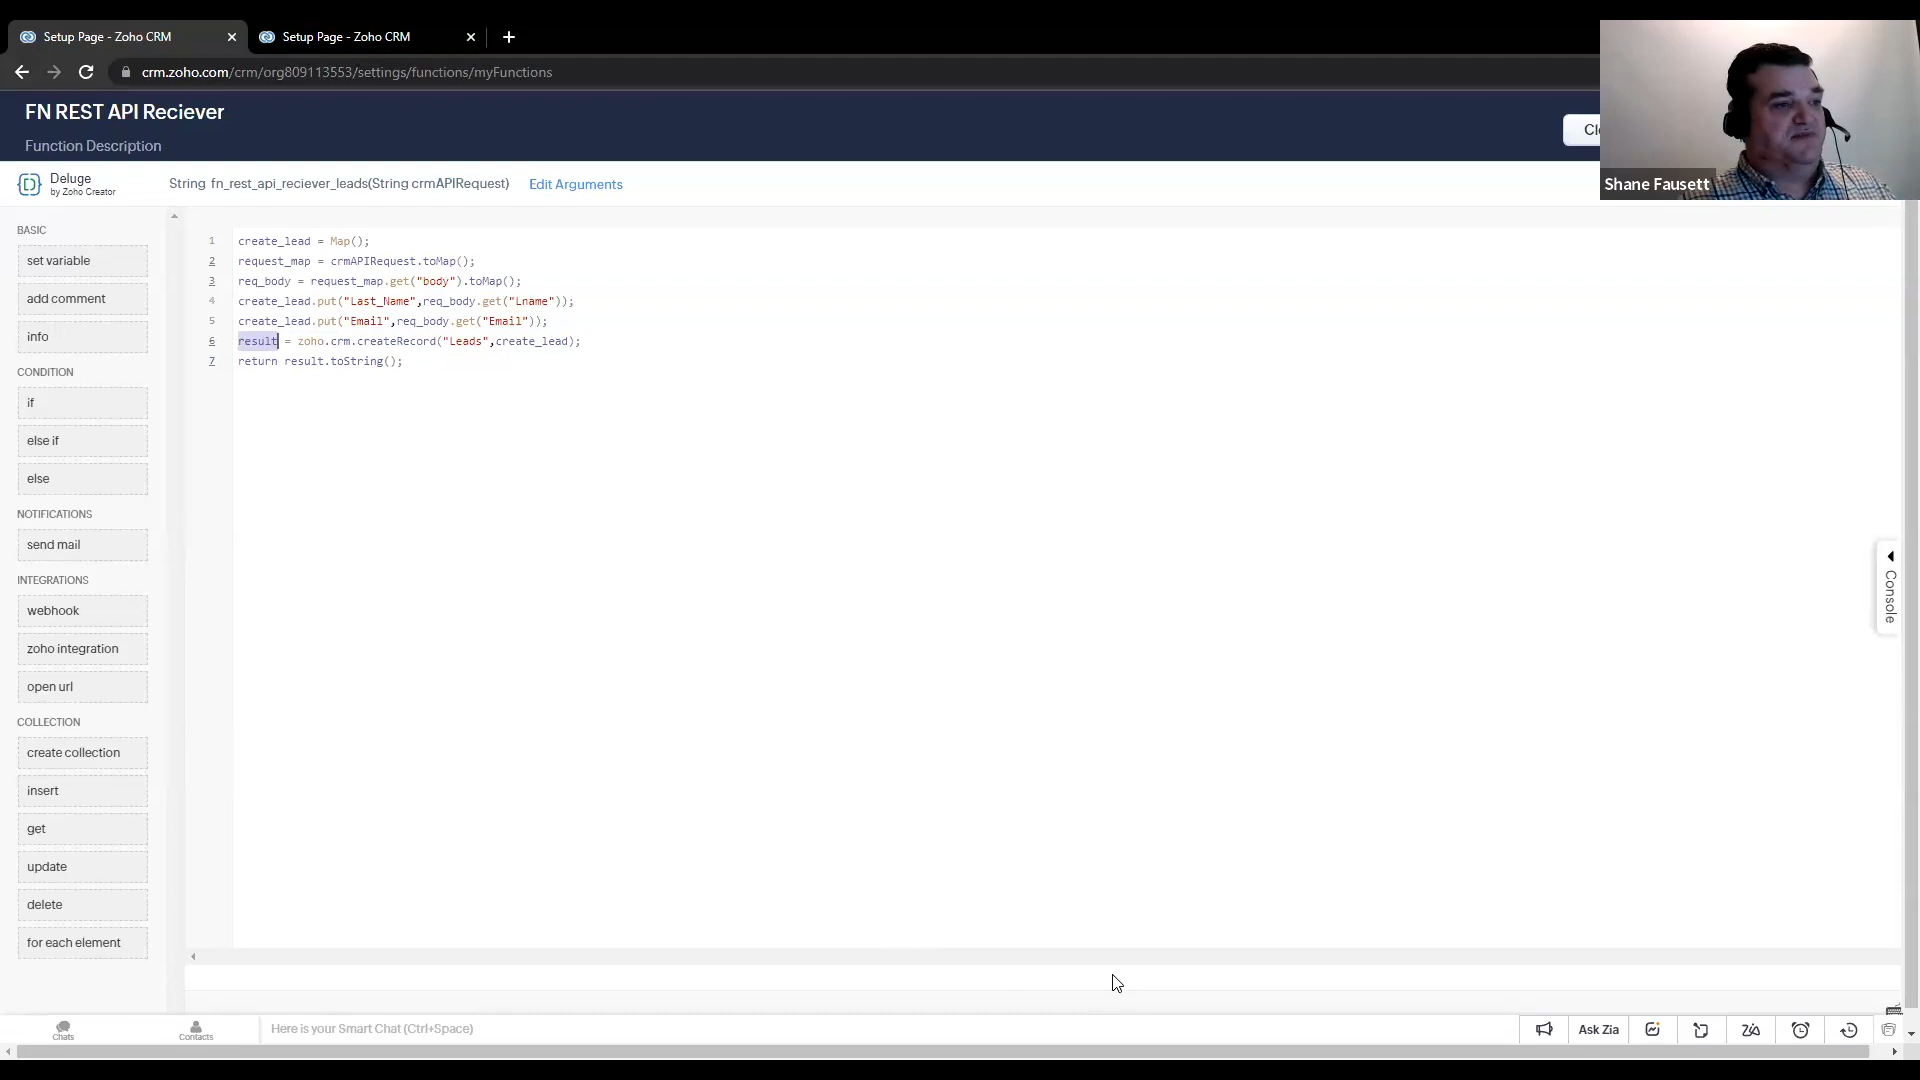 Setup Page - Zoho CRM
Setup Page - Zoho CRM
crm.zoho.com/crm/org809113553/settings/functions/myFunctions
FN REST API Reciever
Function Description
Shane Fausett
Deluge
by Zoho Creator
String fn_rest_api_reciever_leads(String crmAPIRequest)
Edit Arguments
BASIC
set variable
add comment
info
CONDITION
if
else if
else
NOTIFICATIONS
send mail
INTEGRATIONS
webhook
zoho integration
open url
COLLECTION
create collection
insert
get
update
delete
for each element
1 create_lead = Map();
2 request_map = crmAPIRequest.toMap();
3 req_body = request_map.get("body").toMap();
4 create_lead.put("Last_Name",req_body.get("Lname"));
5 create_lead.put("Email",req_body.get("Email"));
6 result = zoho.crm.createRecord("Leads",create_lead);
7 return result.toString();
Console
Chats
Contacts
Here is your Smart Chat (Ctrl+Space)
Ask Zia